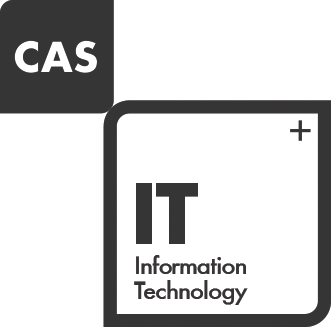 CAS
+
IT
Information
Technology